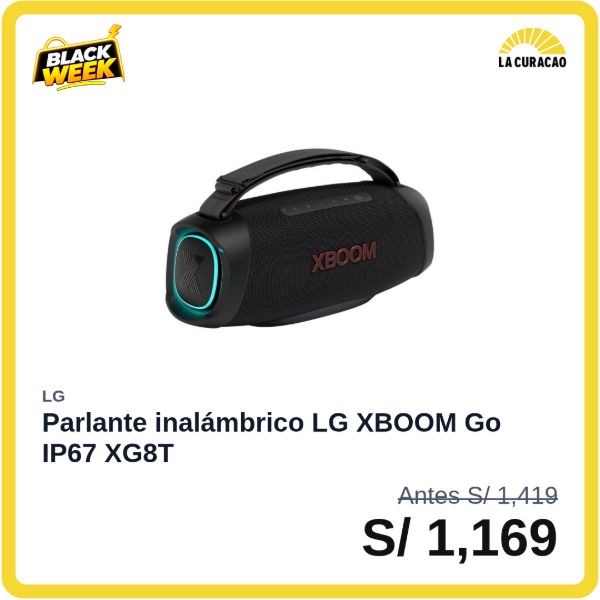 BLACK
WEEK
LA CURACAO
XBOOM
LG
Parlante inalámbrico LG XBOOM Go
IP67 XG8T
Antes S/ 1,419
S/ 1,169